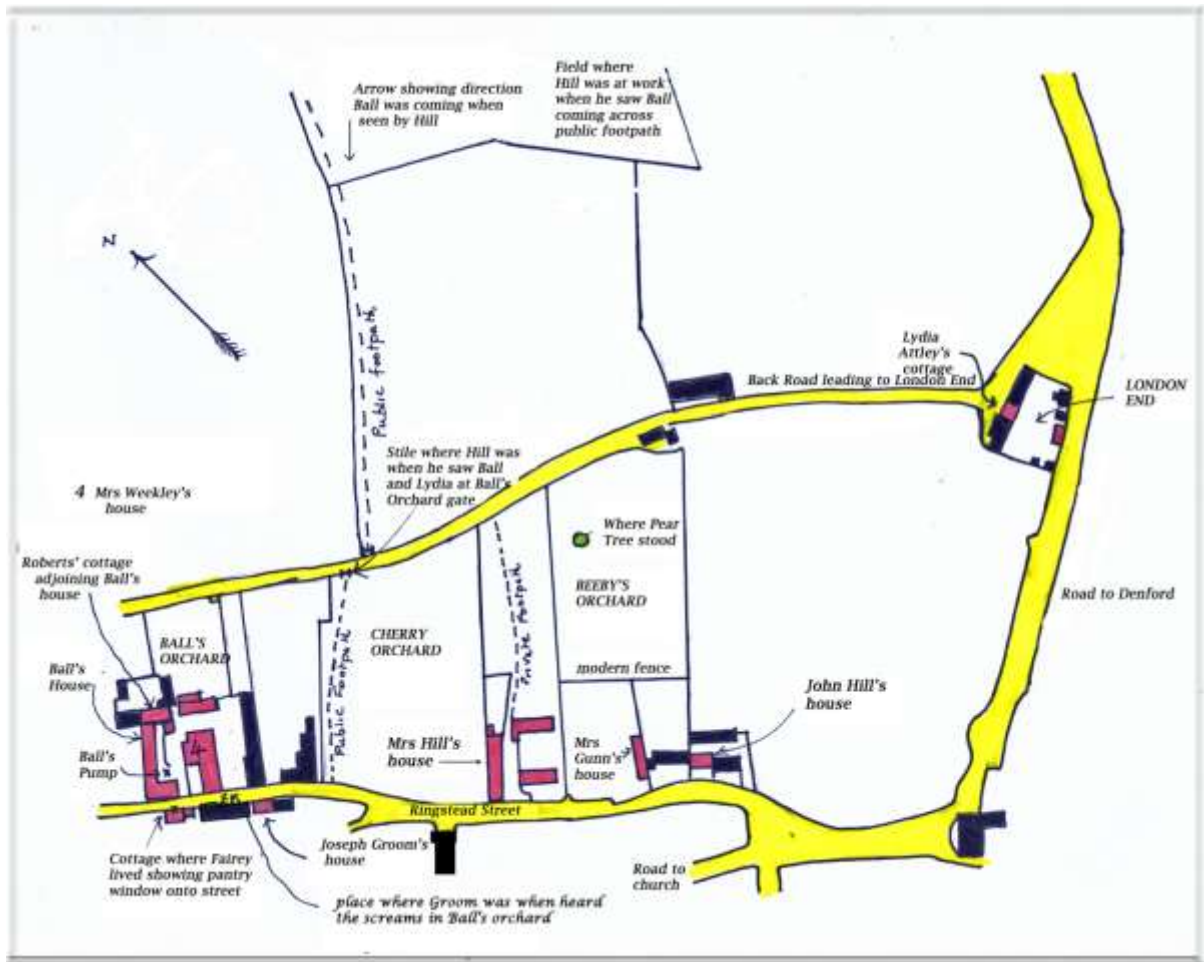 Arrow showing direction
Ball was coming when
seen by Hill
Field where
Hill was at work
when he saw Ball
coming across
public footpath
N
Public footpath
Lydia
Attley's
cottage
Back Road leading to London End
LONDON
END
Stile where Hill was
when he saw Ball
and Lydia at Ball's
Orchard gate
4 Mrs Weekley's
house
Where Pear
Tree stood
Roberts' cottage
adjoining Ball's
house
BEEBY'S
ORCHARD
Road to Denford
Private Footpath
BALL'S
ORCHARD
CHERRY
ORCHARD
Public Footpath
Ball's
House
modern fence
John Hill's
house
Mrs Hill's
house
Mrs
Gunn's
house
4
Ball's
Pump
Ringstead Street
Joseph Groom's
house
Cottage where Fairey
lived showing pantry
window onto street
Road to
church
place where Groom was when heard
the screams in Ball's orchard